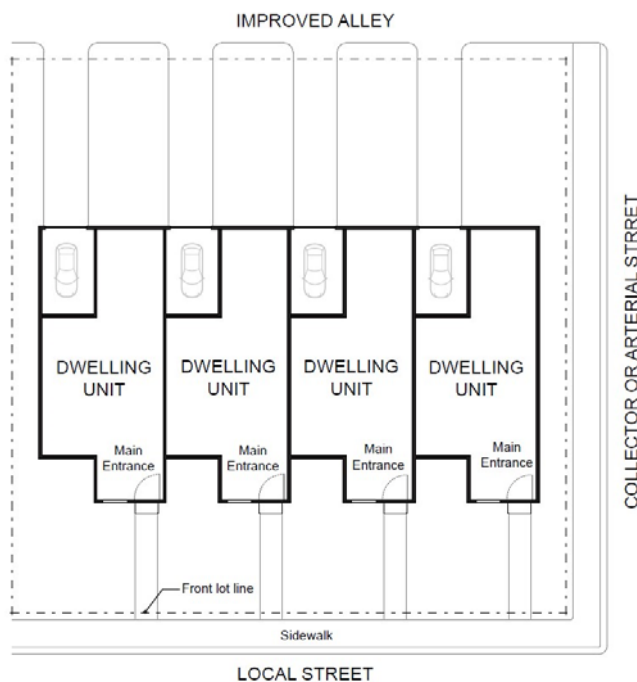 IMPROVED ALLEY
COLLECTOR OR ARTERIAL STRRET
DWELLING
UNIT
DWELLING
UNIT
DWELLING
UNIT
DWELLING
UNIT
Main
Entrance
Main
Entrance
Main
Entrance
Main
Entrance
Front lot line
Sidewalk
LOCAL STREET